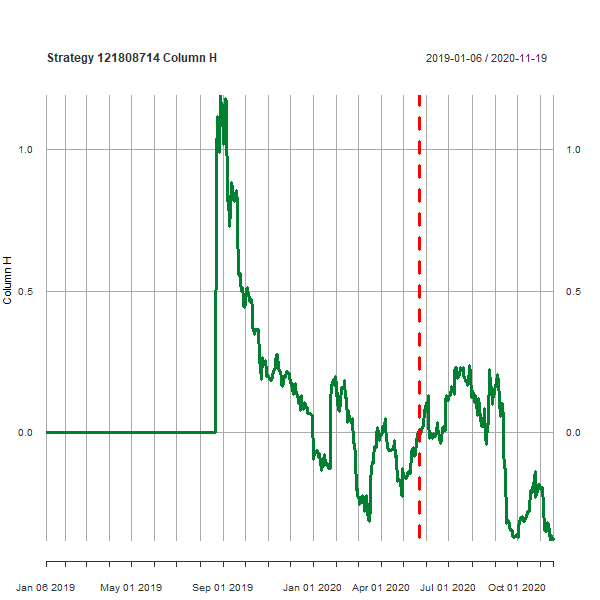 Strategy 121808714 Column H
2019-01-06 / 2020-11-19
1.0
1.0
0.5
0.5
0.0
0.0
Column H
Jan 06 2019
May 01 2019
Sep 01 2019
Jan 01 2020
Apr 01 2020
Jul 01 2020
Oct 01 2020